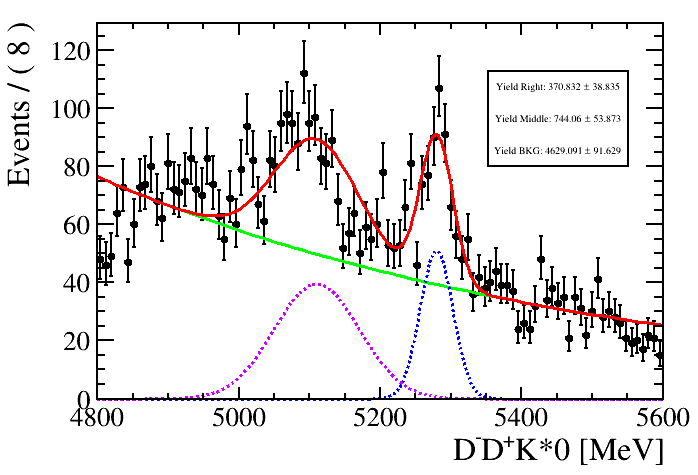 Events / ( 8 )
120
100
80
60
40
20
0
Yield Right: 370.832 ± 38.835
Yield Middle: 744.06 ± 53.873
Yield BKG: 4629.091 ± 91.629
4800 5000 5200 5400 5600
D⁻D⁺K*0 [MeV]